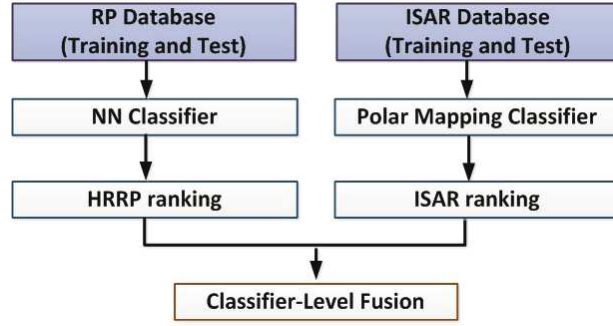 RP Database
(Training and Test)
ISAR Database
(Training and Test)
NN Classifier
Polar Mapping Classifier
HRRP ranking
ISAR ranking
Classifier-Level Fusion